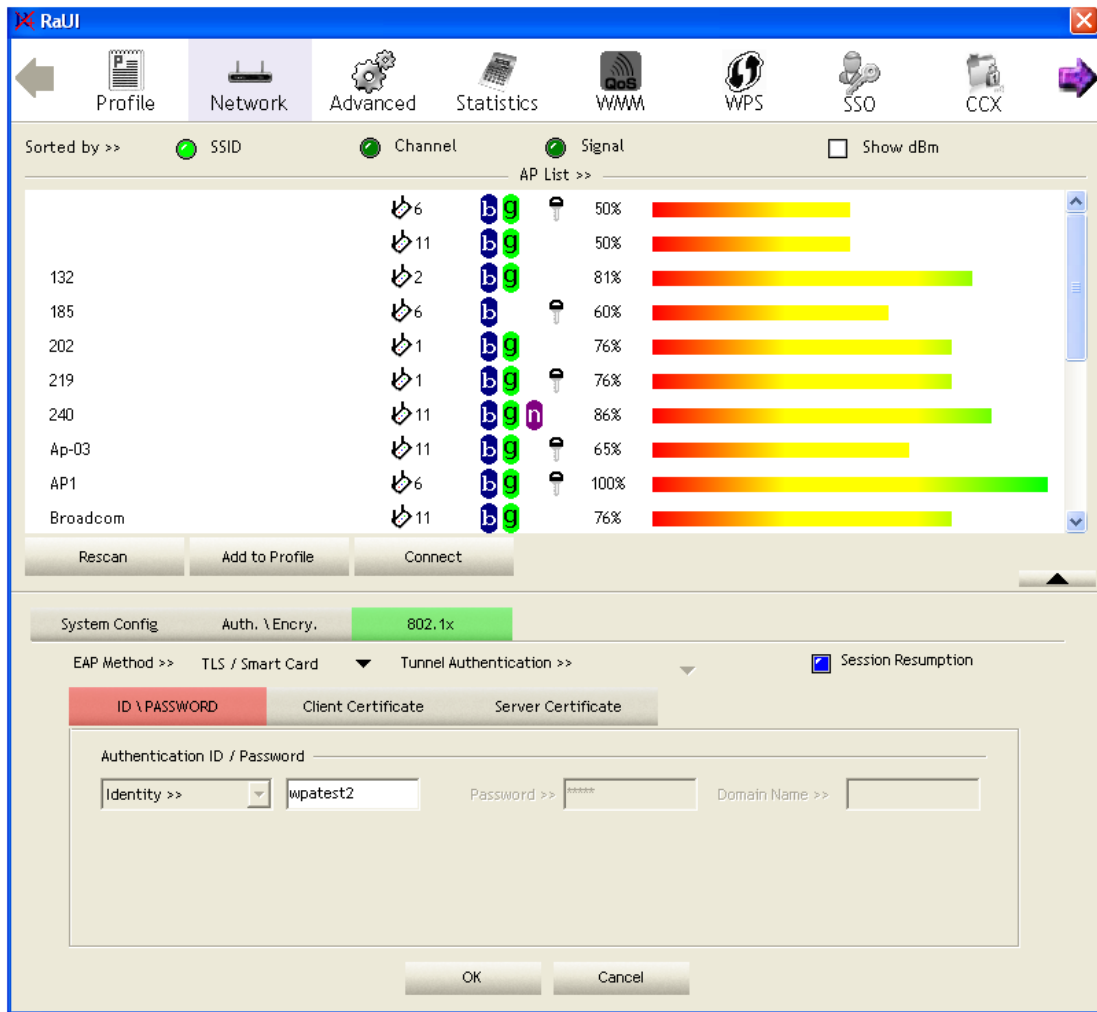 RaUI
Profile Network Advanced Statistics QoS WMM WPS SSO CCX
Sorted by >> SSID Channel Signal Show dBm
AP List >>
6 b g 50%
11 b g 50%
132 2 b g 81%
185 6 b 60%
202 1 b g 76%
219 1 b g 76%
240 11 b g n 86%
Ap-03 11 b g 65%
AP1 6 b g 100%
Broadcom 11 b g 76%
Rescan Add to Profile Connect
System Config Auth. \ Encry. 802.1x
EAP Method >> TLS / Smart Card Tunnel Authentication >> Session Resumption
ID \ PASSWORD Client Certificate Server Certificate
Authentication ID / Password
Identity >> wpatest2 Password >> ***** Domain Name >>
OK Cancel